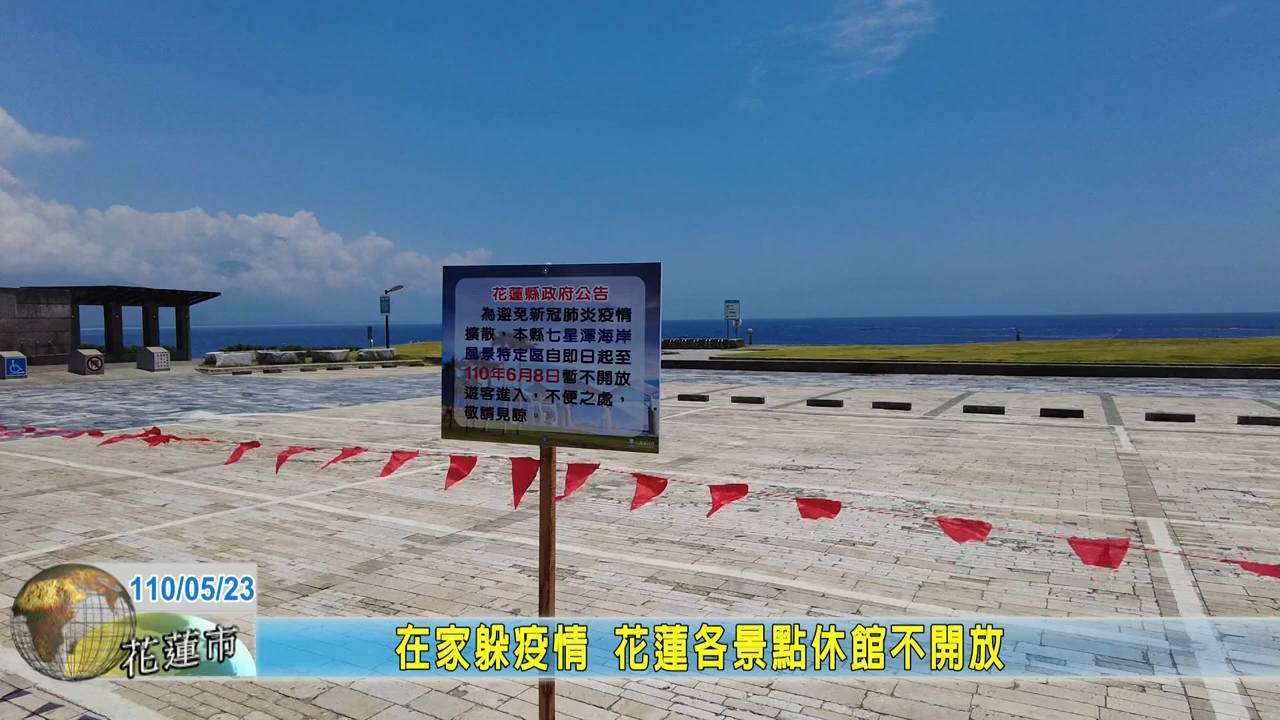 花蓮縣政府公告
為避免新冠肺炎疫情
擴散，本縣七星潭海岸
風景特定區自即日起至
110年6月8日暫不開放
遊客進入，不便之處，
敬請見諒。
110/05/23
花蓮市
在家躲疫情 花蓮各景點休館不開放